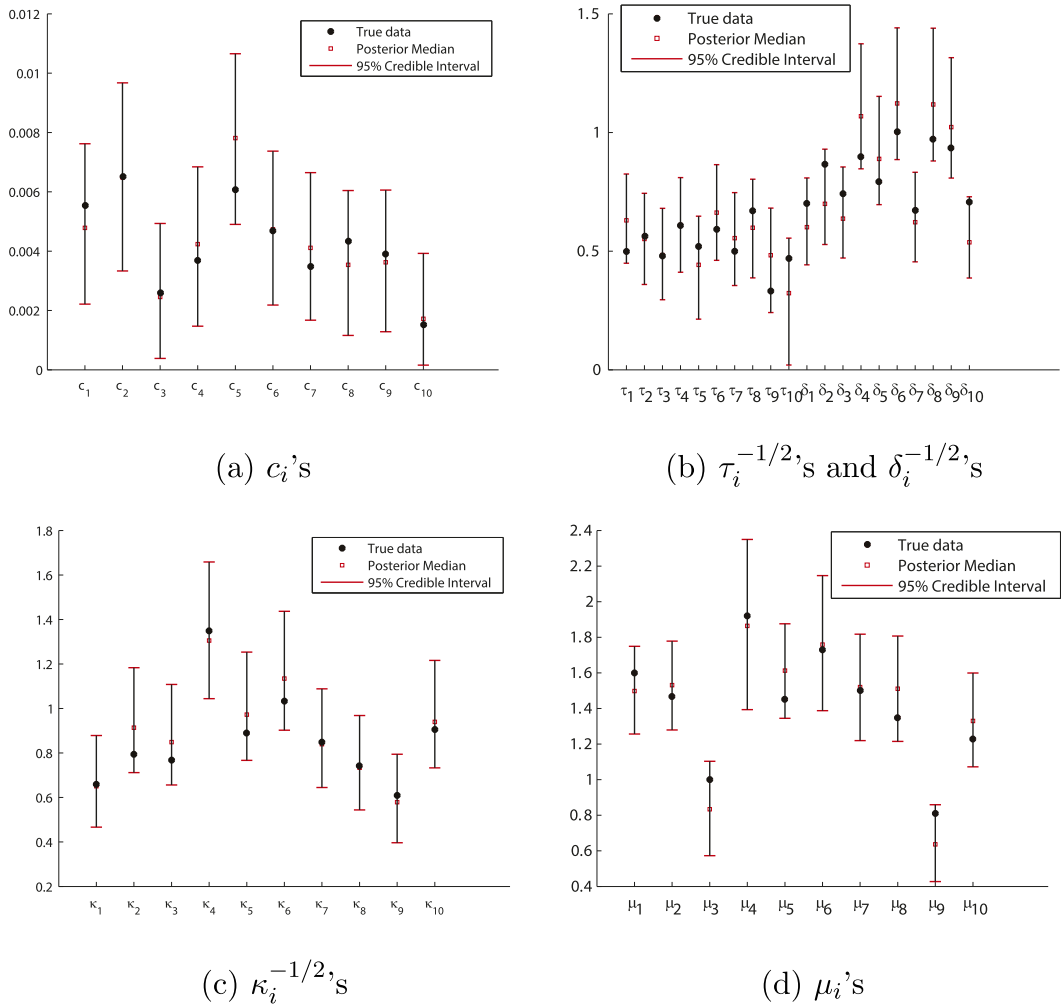 0.012
0.01
0.008
0.006
0.004
0.002
0
True data
Posterior Median
95% Credible Interval
c1 c2 c3 c4 c5 c6 c7 c8 c9 c10
(a) ci's
1.5
1
0.5
1
True data
Posterior Median
95% Credible Interval
τ1 τ2 τ3 τ4 τ5 τ6 τ7 τ8 τ9 τ10 δ1 δ2 δ3 δ4 δ5 δ6 δ7 δ8 δ9 δ10
(b) τi^-1/2's and δi^-1/2's
1.8
1.6
1.4
1.2
1
0.8
0.6
0.4
0.2
True data
Posterior Median
95% Credible Interval
κ1 κ2 κ3 κ4 κ5 κ6 κ7 κ8 κ9 κ10
(c) κi^-1/2's
2.4
2.2
2
1.8
1.6
1.4
1.2
1
0.8
0.6
0.4
True data
Posterior Median
95% Credible Interval
μ1 μ2 μ3 μ4 μ5 μ6 μ7 μ8 μ9 μ10
(d) μi's